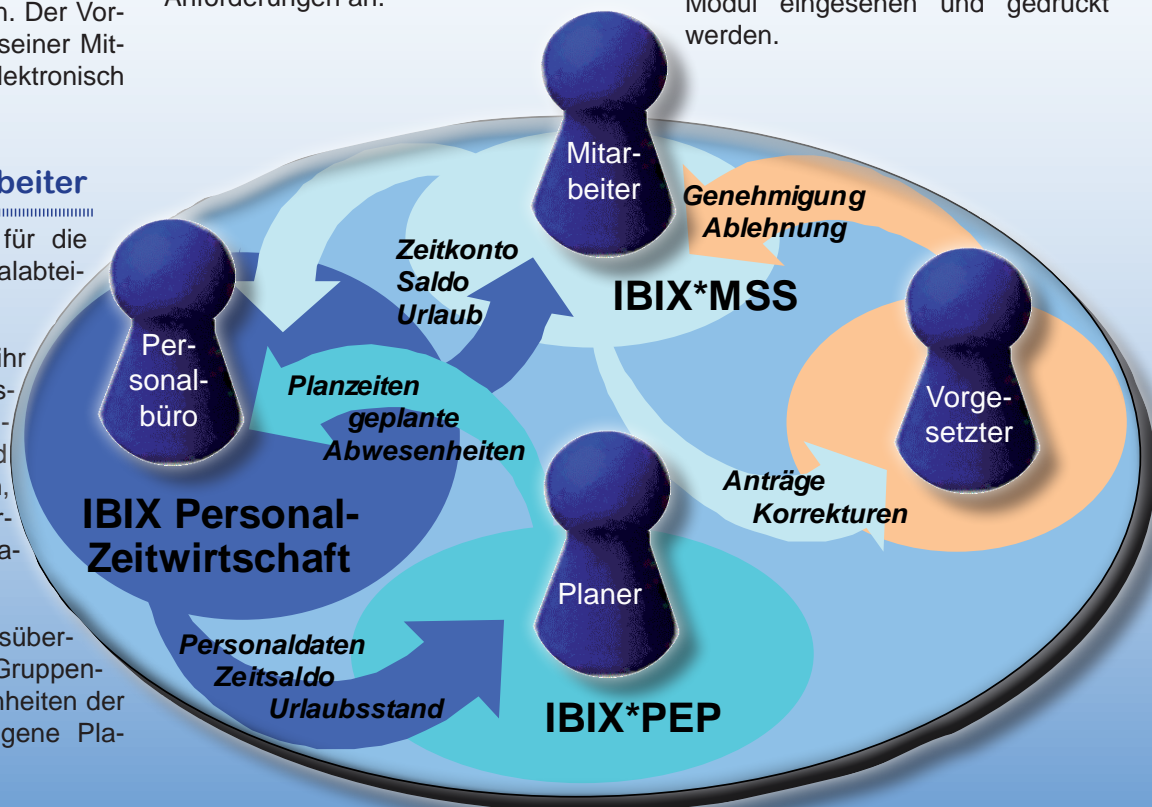 n. Der Vor-
seiner Mit-
lektronisch
Anforderungen an.
Modul eingesehen und gedruckt
werden.
beiter
für die
alabtei-
ihr
s-
-
d
,
r-
a-
süber-
Gruppen-
nheiten der
gene Pla-
Mitar-
beiter
Genehmigung
Ablehnung
Zeitkonto
Saldo
Urlaub
IBIX*MSS
Per-
sonal-
büro
Planzeiten
geplante
Abwesenheiten
Vorge-
setzter
Anträge
Korrekturen
IBIX Personal-
Zeitwirtschaft
Planer
Personaldaten
Zeitsaldo
Urlaubsstand
IBIX*PEP